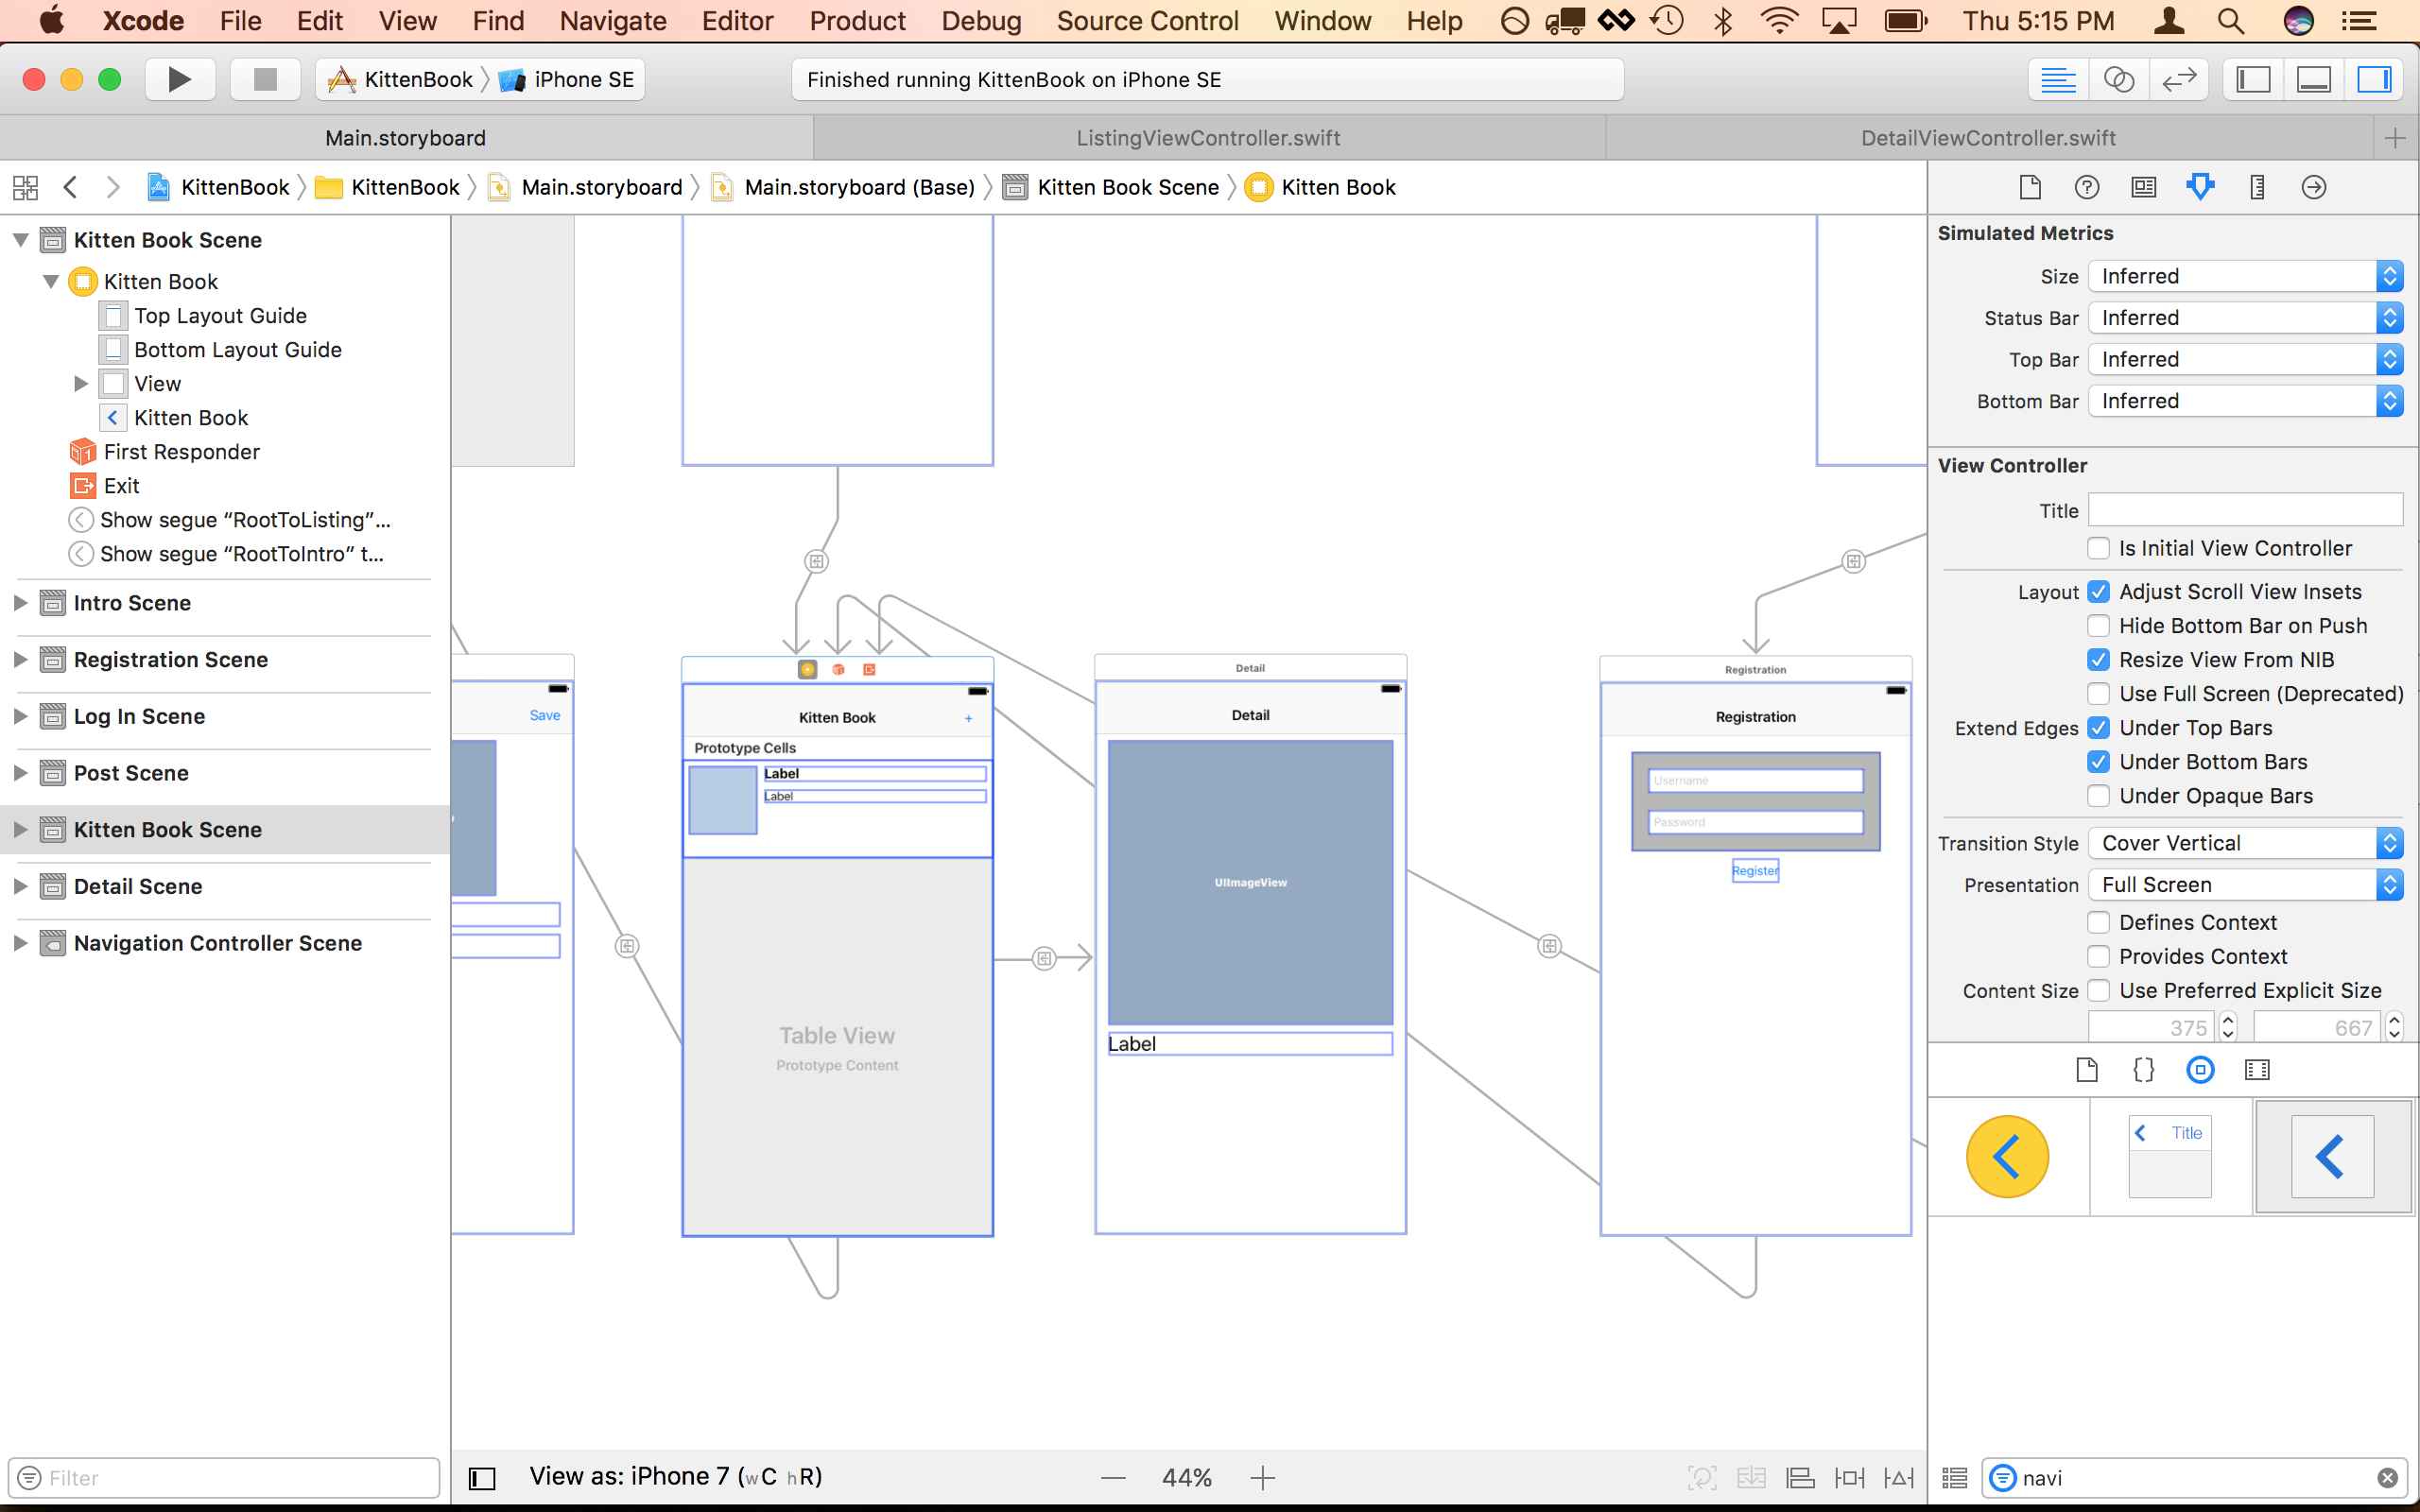 Xcode File Edit View Find Navigate Editor Product Debug Source Control Window Help Thu 5:15 PM
KittenBook iPhone SE
Finished running KittenBook on iPhone SE
Main.storyboard
ListingViewController.swift
DetailViewController.swift
KittenBook KittenBook Main.storyboard Main.storyboard (Base) Kitten Book Scene Kitten Book
Kitten Book Scene
Kitten Book
Top Layout Guide
Bottom Layout Guide
View
Kitten Book
First Responder
Exit
Show segue “RootToListing”...
Show segue “RootToIntro” t...
Intro Scene
Registration Scene
Log In Scene
Post Scene
Kitten Book Scene
Detail Scene
Navigation Controller Scene
Filter
Save
Kitten Book +
Prototype Cells
Label
Label
Table View
Prototype Content
Detail
Detail
UIImageView
Label
Registration
Registration
Username
Password
Register
View as: iPhone 7 (wC hR)
44%
Simulated Metrics
Size Inferred
Status Bar Inferred
Top Bar Inferred
Bottom Bar Inferred
View Controller
Title
Is Initial View Controller
Layout Adjust Scroll View Insets
Hide Bottom Bar on Push
Resize View From NIB
Use Full Screen (Deprecated)
Extend Edges Under Top Bars
Under Bottom Bars
Under Opaque Bars
Transition Style Cover Vertical
Presentation Full Screen
Defines Context
Provides Context
Content Size Use Preferred Explicit Size
375 667
{}
Title
navi